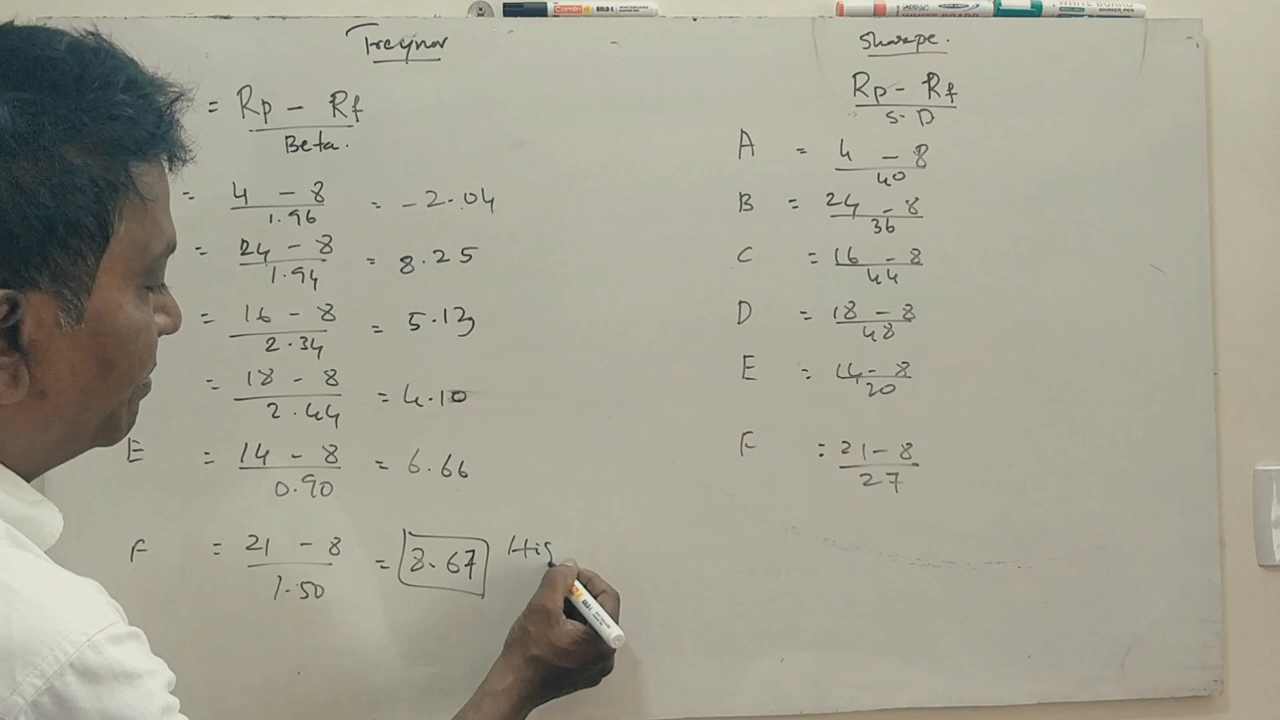 Treynor
= Rp - Rf
Beta.
= 4 - 8
1.96
= -2.04
= 24 - 8
1.94
= 8.25
= 16 - 8
2.34
= 5.13
= 18 - 8
2.44
= 4.10
E = 14 - 8
0.90
= 6.66
F = 21 - 8
1.50
= 8.67 Hig
Sharpe.
Rp - Rf
S.D
A = 4 - 8
40
B = 24 - 8
36
C = 16 - 8
44
D = 18 - 8
48
E = 14 - 8
20
F = 21 - 8
27
Camlin